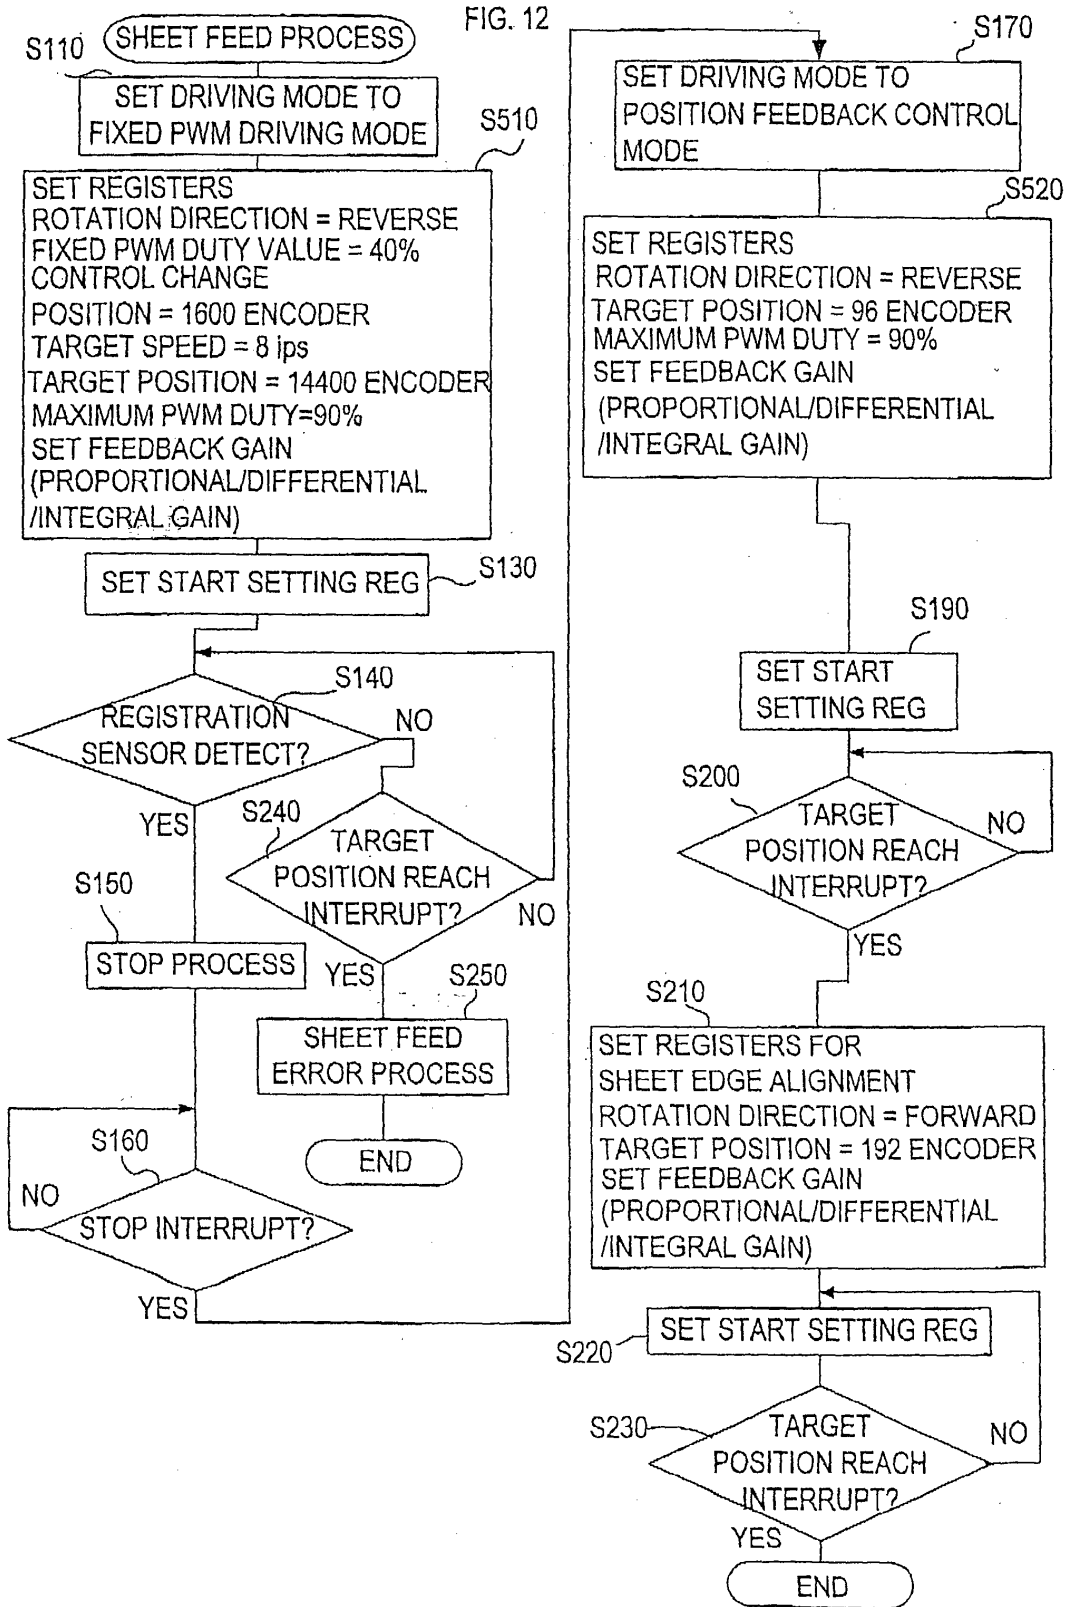 FIG. 12
SHEET FEED PROCESS
S110
SET DRIVING MODE TO
FIXED PWM DRIVING MODE
S510
SET REGISTERS
ROTATION DIRECTION = REVERSE
FIXED PWM DUTY VALUE = 40%
CONTROL CHANGE
POSITION = 1600 ENCODER
TARGET SPEED = 8 ips
TARGET POSITION = 14400 ENCODER
MAXIMUM PWM DUTY=90%
SET FEEDBACK GAIN
(PROPORTIONAL/DIFFERENTIAL
/INTEGRAL GAIN)
SET START SETTING REG
S130
S140
REGISTRATION
SENSOR DETECT?
NO
YES
S240
TARGET
POSITION REACH
INTERRUPT?
NO
YES
S150
STOP PROCESS
S250
SHEET FEED
ERROR PROCESS
END
S160
NO
STOP INTERRUPT?
YES
S170
SET DRIVING MODE TO
POSITION FEEDBACK CONTROL
MODE
S520
SET REGISTERS
ROTATION DIRECTION = REVERSE
TARGET POSITION = 96 ENCODER
MAXIMUM PWM DUTY = 90%
SET FEEDBACK GAIN
(PROPORTIONAL/DIFFERENTIAL
/INTEGRAL GAIN)
S190
SET START
SETTING REG
S200
TARGET
POSITION REACH
INTERRUPT?
NO
YES
S210
SET REGISTERS FOR
SHEET EDGE ALIGNMENT
ROTATION DIRECTION = FORWARD
TARGET POSITION = 192 ENCODER
SET FEEDBACK GAIN
(PROPORTIONAL/DIFFERENTIAL
/INTEGRAL GAIN)
SET START SETTING REG
S220
S230
TARGET
POSITION REACH
INTERRUPT?
NO
YES
END